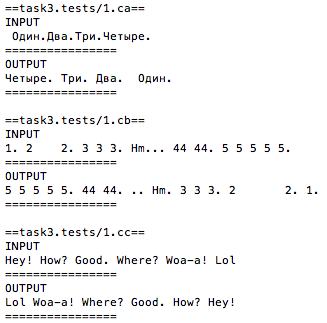 ==task3.tests/1.ca==
INPUT
 Один.Два.Три.Четыре.
================
OUTPUT
Четыре. Три. Два.  Один.
================
==task3.tests/1.cb==
INPUT
1. 2    2. 3 3 3. Hm... 44 44. 5 5 5 5 5.
================
OUTPUT
5 5 5 5 5. 44 44. .. Hm. 3 3 3. 2       2. 1.
================
==task3.tests/1.cc==
INPUT
Hey! How? Good. Where? Woa-a! Lol
================
OUTPUT
Lol Woa-a! Where? Good. How? Hey!
================